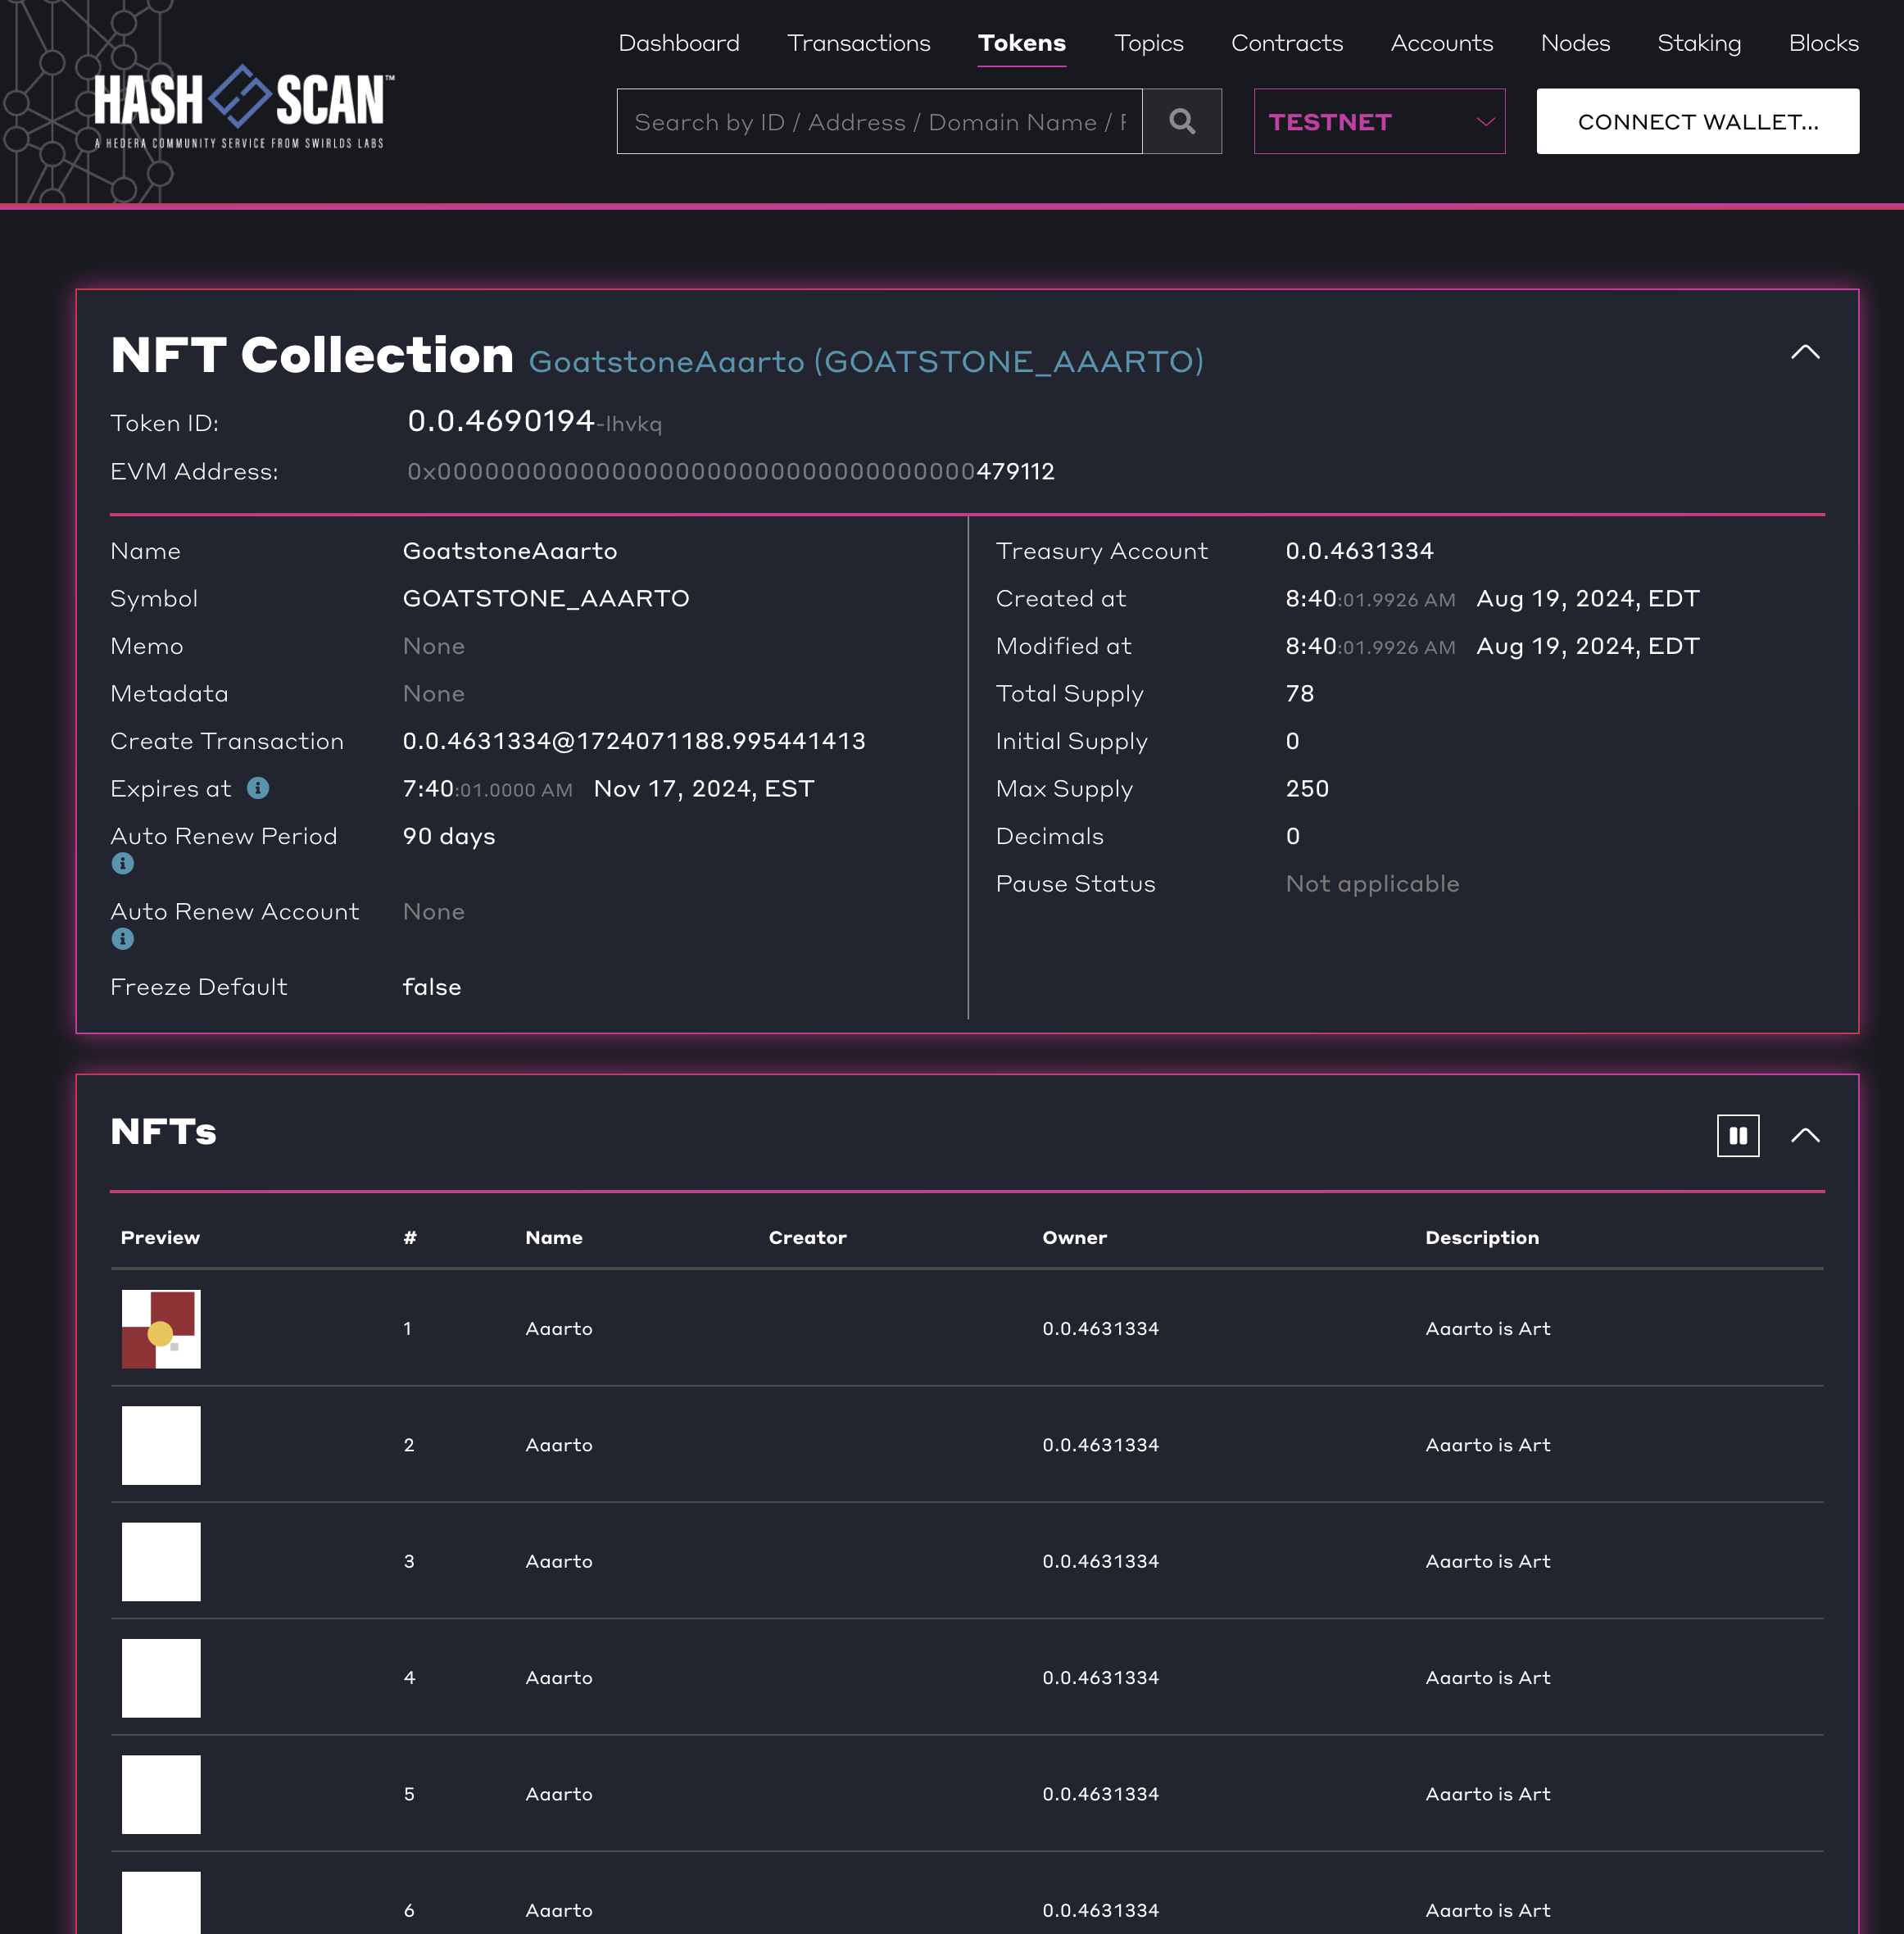 Dashboard Transactions Tokens Topics Contracts Accounts Nodes Staking Blocks
HASH SCAN™
A HEDERA COMMUNITY SERVICE FROM SWIRLDS LABS
Search by ID / Address / Domain Name /
TESTNET
CONNECT WALLET...
NFT Collection GoatstoneAaarto (GOATSTONE_AAARTO)
Token ID: 0.0.4690194-lhvkq
EVM Address: 0x0000000000000000000000000000000000479112
Name GoatstoneAaarto
Symbol GOATSTONE_AAARTO
Memo None
Metadata None
Create Transaction 0.0.4631334@1724071188.995441413
Expires at 7:40:01.0000 AM Nov 17, 2024, EST
Auto Renew Period 90 days
Auto Renew Account None
Freeze Default false
Treasury Account 0.0.4631334
Created at 8:40:01.9926 AM Aug 19, 2024, EDT
Modified at 8:40:01.9926 AM Aug 19, 2024, EDT
Total Supply 78
Initial Supply 0
Max Supply 250
Decimals 0
Pause Status Not applicable
NFTs
Preview # Name Creator Owner Description
1 Aaarto 0.0.4631334 Aaarto is Art
2 Aaarto 0.0.4631334 Aaarto is Art
3 Aaarto 0.0.4631334 Aaarto is Art
4 Aaarto 0.0.4631334 Aaarto is Art
5 Aaarto 0.0.4631334 Aaarto is Art
6 Aaarto 0.0.4631334 Aaarto is Art